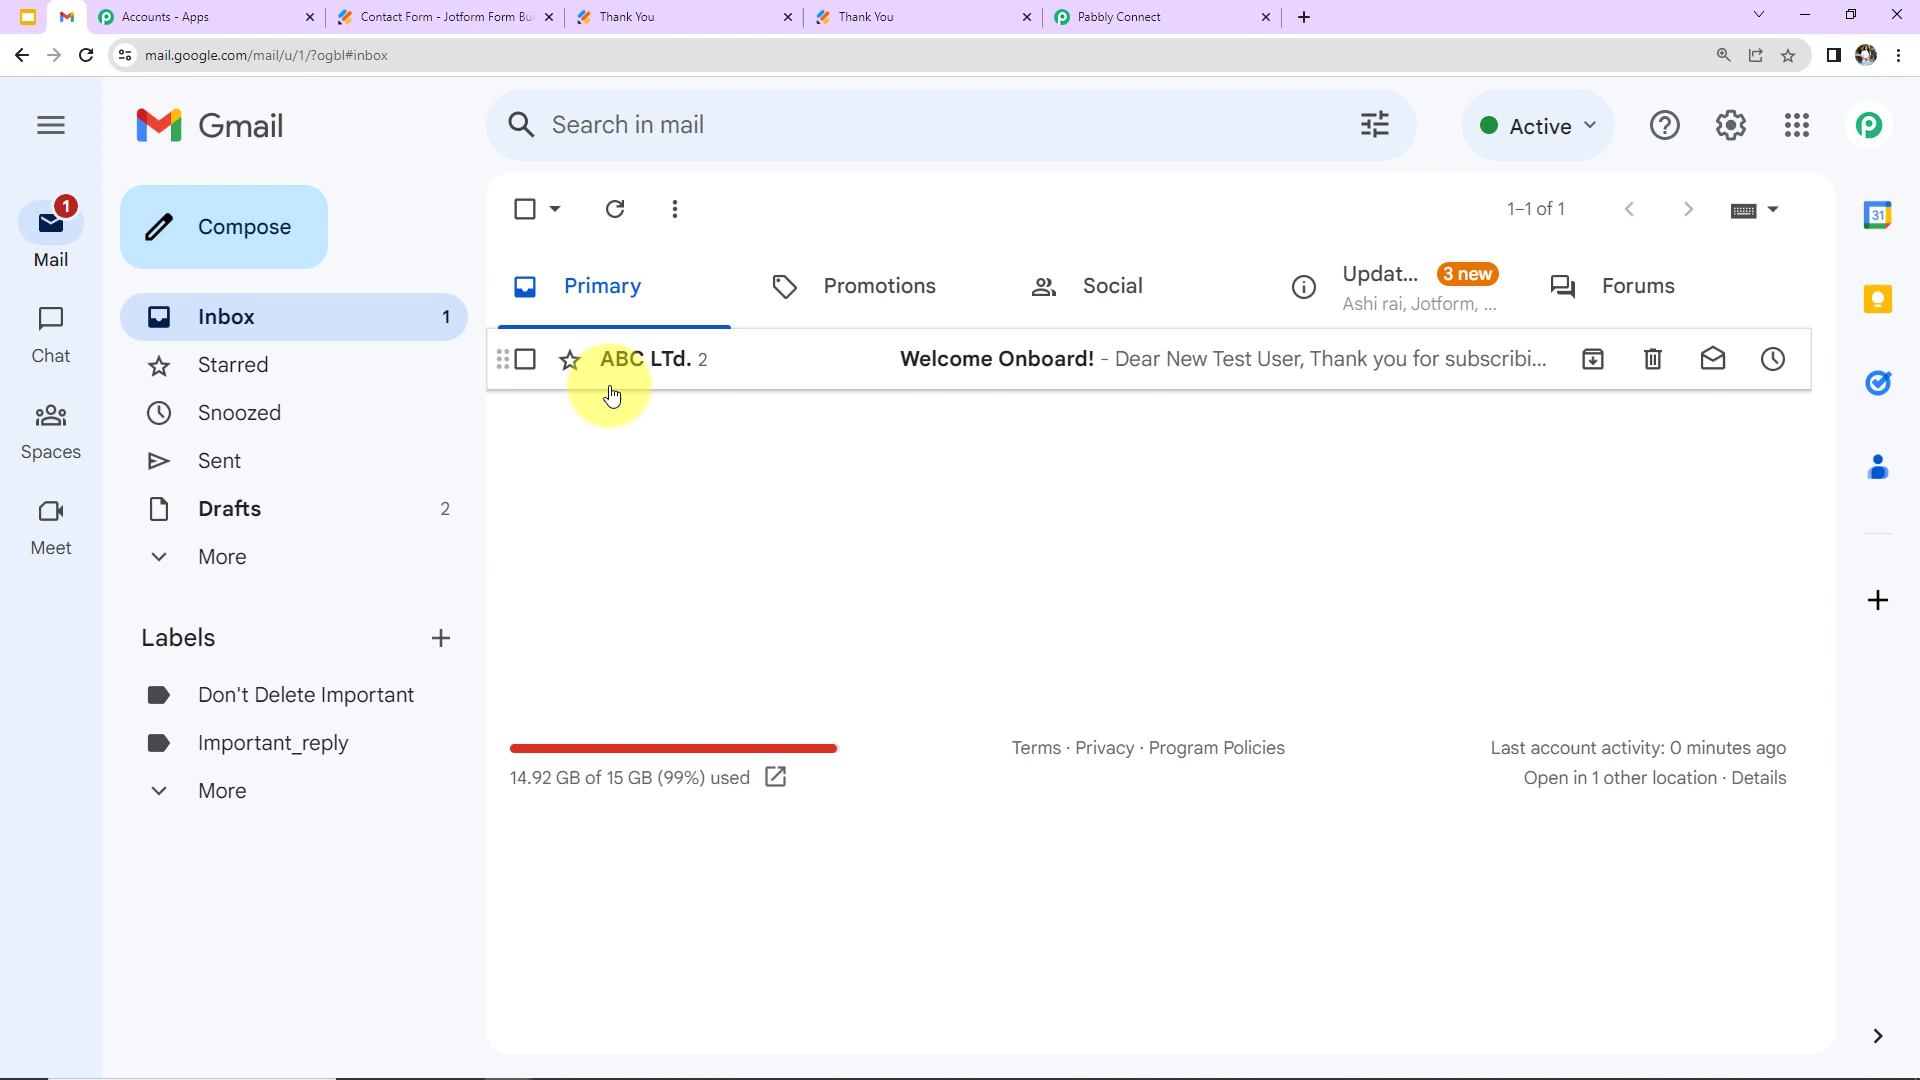 Accounts - Apps
Contact Form - Jotform Form Bu
Thank You
Thank You
Pabbly Connect
mail.google.com/mail/u/1/?ogbl#inbox
Gmail
Search in mail
Active
1
Mail
Chat
Spaces
Meet
Compose
Inbox 1
Starred
Snoozed
Sent
Drafts 2
More
Labels
Don't Delete Important
Important_reply
More
1–1 of 1
Primary
Promotions
Social
Updat... 3 new
Ashi rai, Jotform, ...
Forums
ABC LTd. 2 Welcome Onboard! - Dear New Test User, Thank you for subscribi...
14.92 GB of 15 GB (99%) used
Terms · Privacy · Program Policies
Last account activity: 0 minutes ago
Open in 1 other location · Details
31